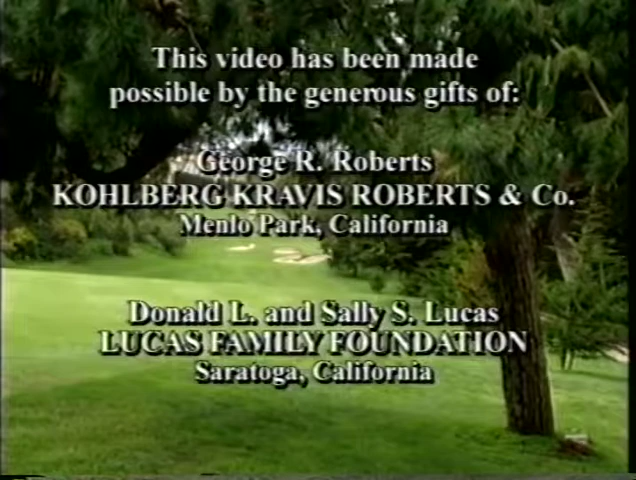 This video has been made
possible by the generous gifts of:
George R. Roberts
KOHLBERG KRAVIS ROBERTS & Co.
Menlo Park, California
Donald L. and Sally S. Lucas
LUCAS FAMILY FOUNDATION
Saratoga, California